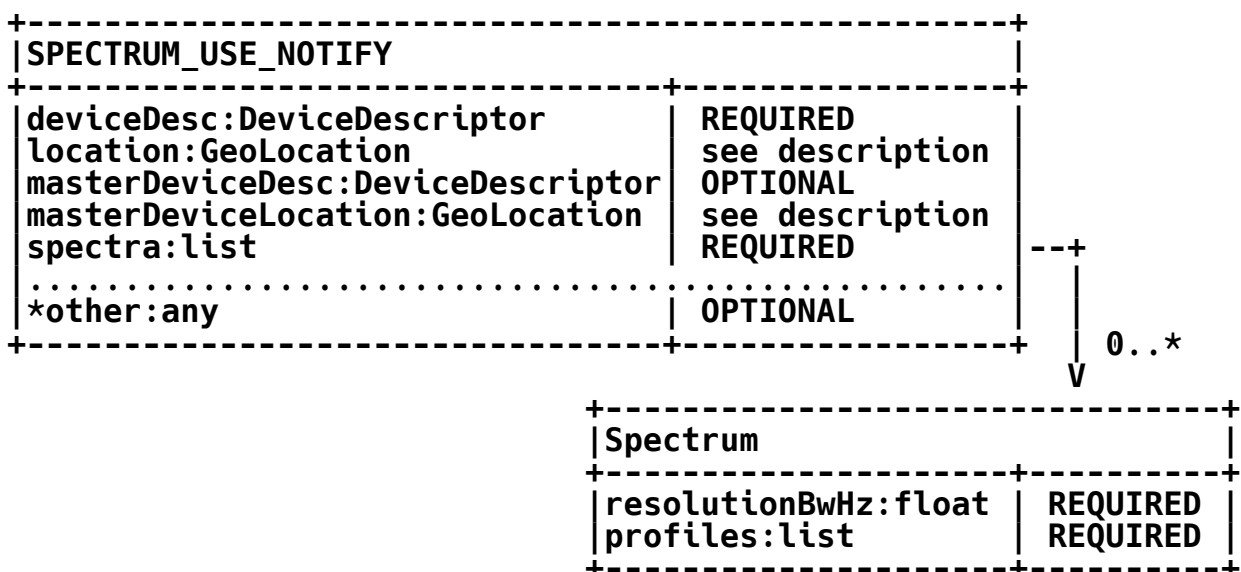 +---------------------------------------------------+
|SPECTRUM_USE_NOTIFY                                |
+---------------------------------+-----------------+
|deviceDesc:DeviceDescriptor      | REQUIRED        |
|location:GeoLocation             | see description |
|masterDeviceDesc:DeviceDescriptor| OPTIONAL        |
|masterDeviceLocation:GeoLocation | see description |
|spectra:list                     | REQUIRED        |--+
|...................................................|  |
|*other:any                       | OPTIONAL        |  |
+---------------------------------+-----------------+  | 0..*
                                                       V
                              +--------------------------------+
                              |Spectrum                        |
                              +---------------------+----------+
                              |resolutionBwHz:float | REQUIRED |
                              |profiles:list        | REQUIRED |
                              +---------------------+----------+